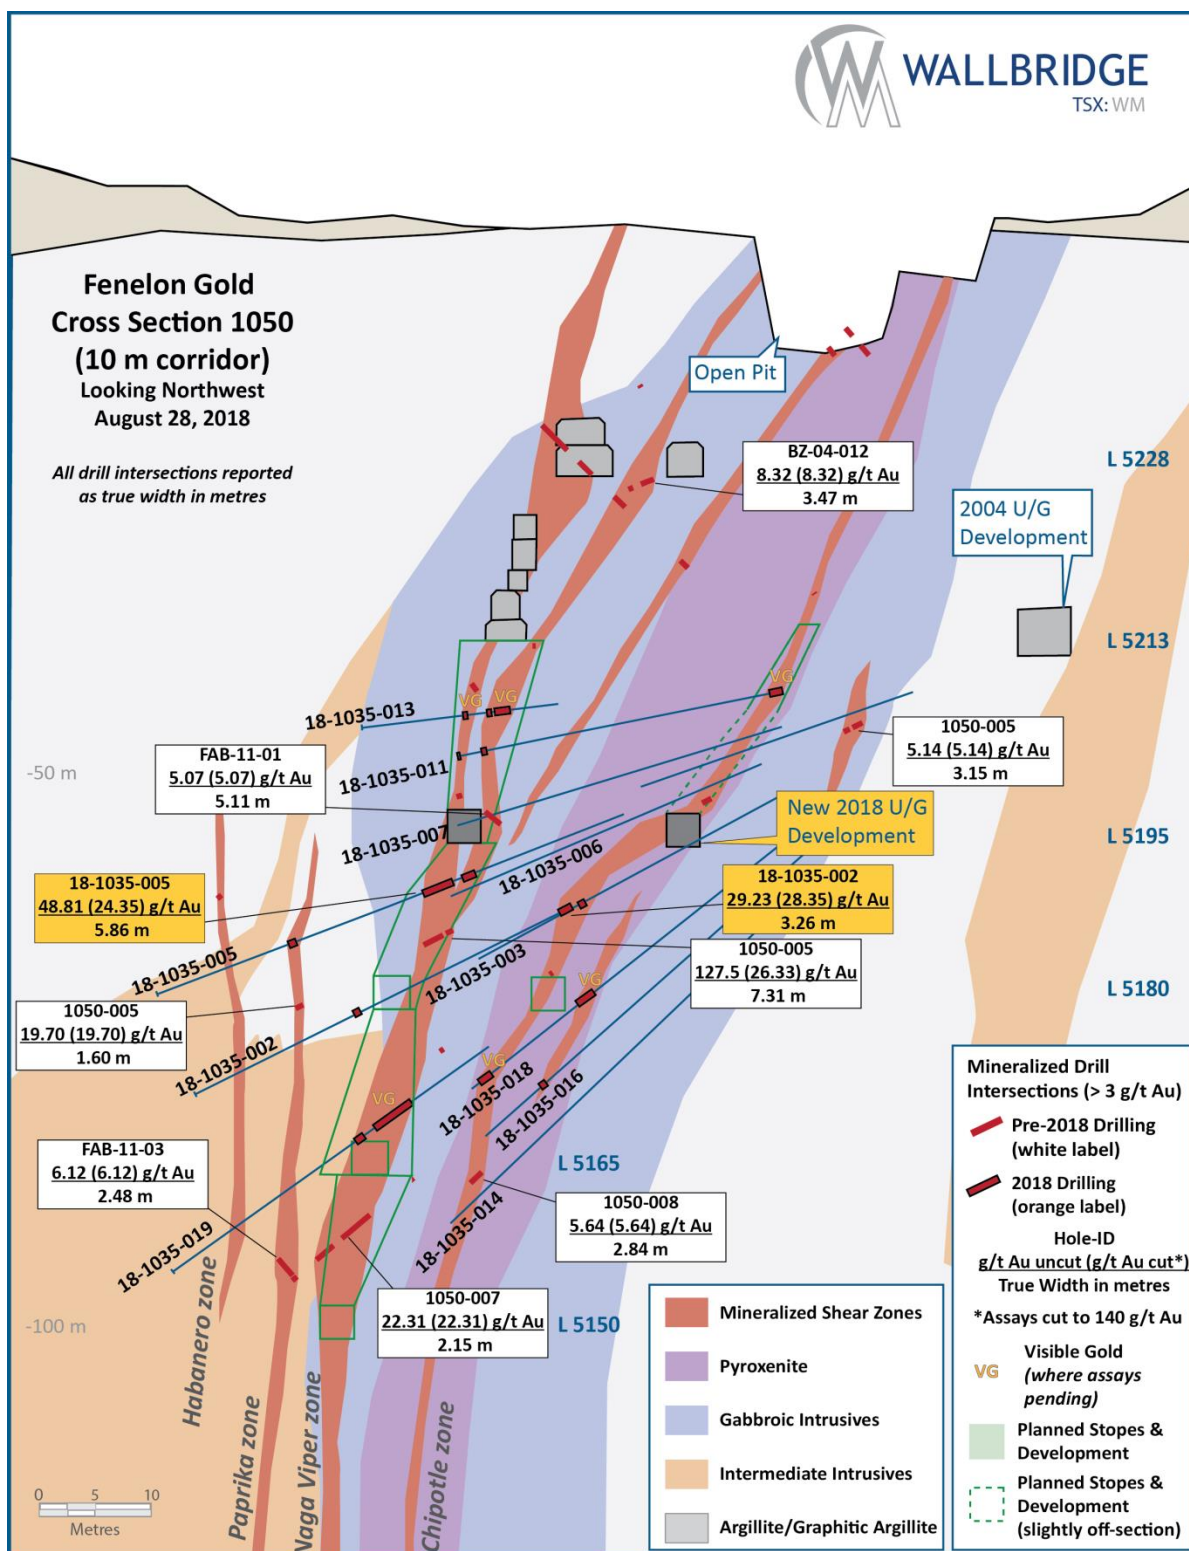 WALLBRIDGE
TSX: WM
Fenelon Gold
Cross Section 1050
(10 m corridor)
Looking Northwest
August 28, 2018
All drill intersections reported
as true width in metres
Open Pit
BZ-04-012
8.32 (8.32) g/t Au
3.47 m
L 5228
2004 U/G
Development
L 5213
VG
VG
VG
18-1035-013
FAB-11-01
5.07 (5.07) g/t Au
5.11 m
18-1035-011
1050-005
5.14 (5.14) g/t Au
3.15 m
-50 m
New 2018 U/G
Development
L 5195
18-1035-007
18-1035-006
18-1035-005
48.81 (24.35) g/t Au
5.86 m
18-1035-002
29.23 (28.35) g/t Au
3.26 m
18-1035-005
18-1035-003
1050-005
127.5 (26.33) g/t Au
7.31 m
VG
L 5180
1050-005
19.70 (19.70) g/t Au
1.60 m
18-1035-002
VG
VG
18-1035-018
18-1035-016
FAB-11-03
6.12 (6.12) g/t Au
2.48 m
L 5165
18-1035-019
18-1035-014
1050-008
5.64 (5.64) g/t Au
2.84 m
1050-007
22.31 (22.31) g/t Au
2.15 m
L 5150
-100 m
Habanero zone
Paprika zone
Naga Viper zone
Chipotle zone
0 5 10
Metres
Mineralized Shear Zones
Pyroxenite
Gabbroic Intrusives
Intermediate Intrusives
Argillite/Graphitic Argillite
Mineralized Drill
Intersections (> 3 g/t Au)
Pre-2018 Drilling
(white label)
2018 Drilling
(orange label)
Hole-ID
g/t Au uncut (g/t Au cut*)
True Width in metres
*Assays cut to 140 g/t Au
VG
Visible Gold
(where assays
pending)
Planned Stopes &
Development
Planned Stopes &
Development
(slightly off-section)